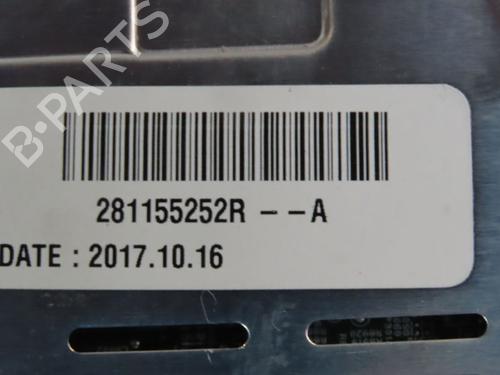 B-PARTS
281155252R - - A
DATE : 2017.10.16